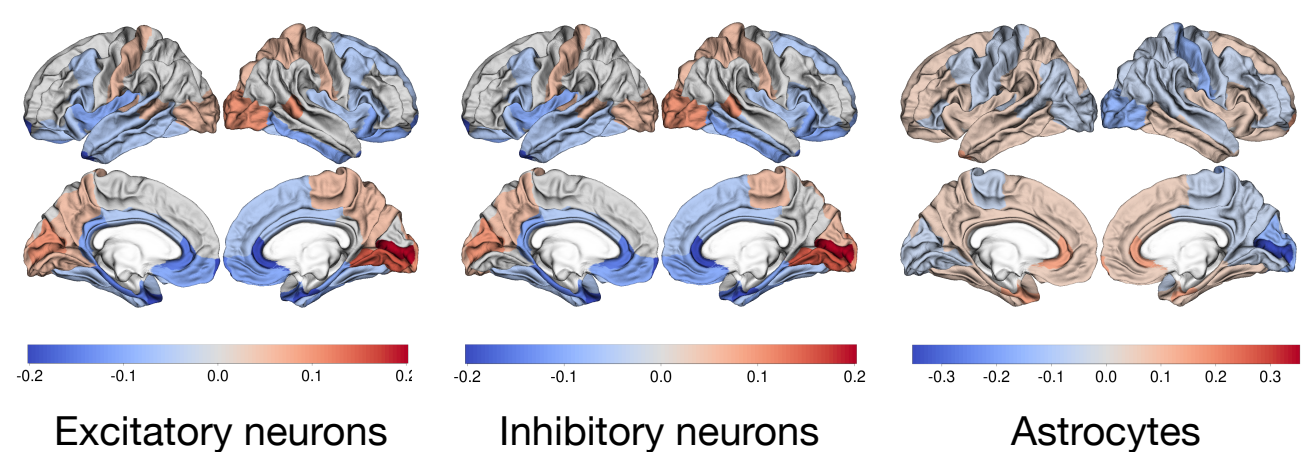 -0.2 -0.1 0.0 0.1 0.2
-0.2 -0.1 0.0 0.1 0.2
-0.3 -0.2 -0.1 0.0 0.1 0.2 0.3
Excitatory neurons
Inhibitory neurons
Astrocytes